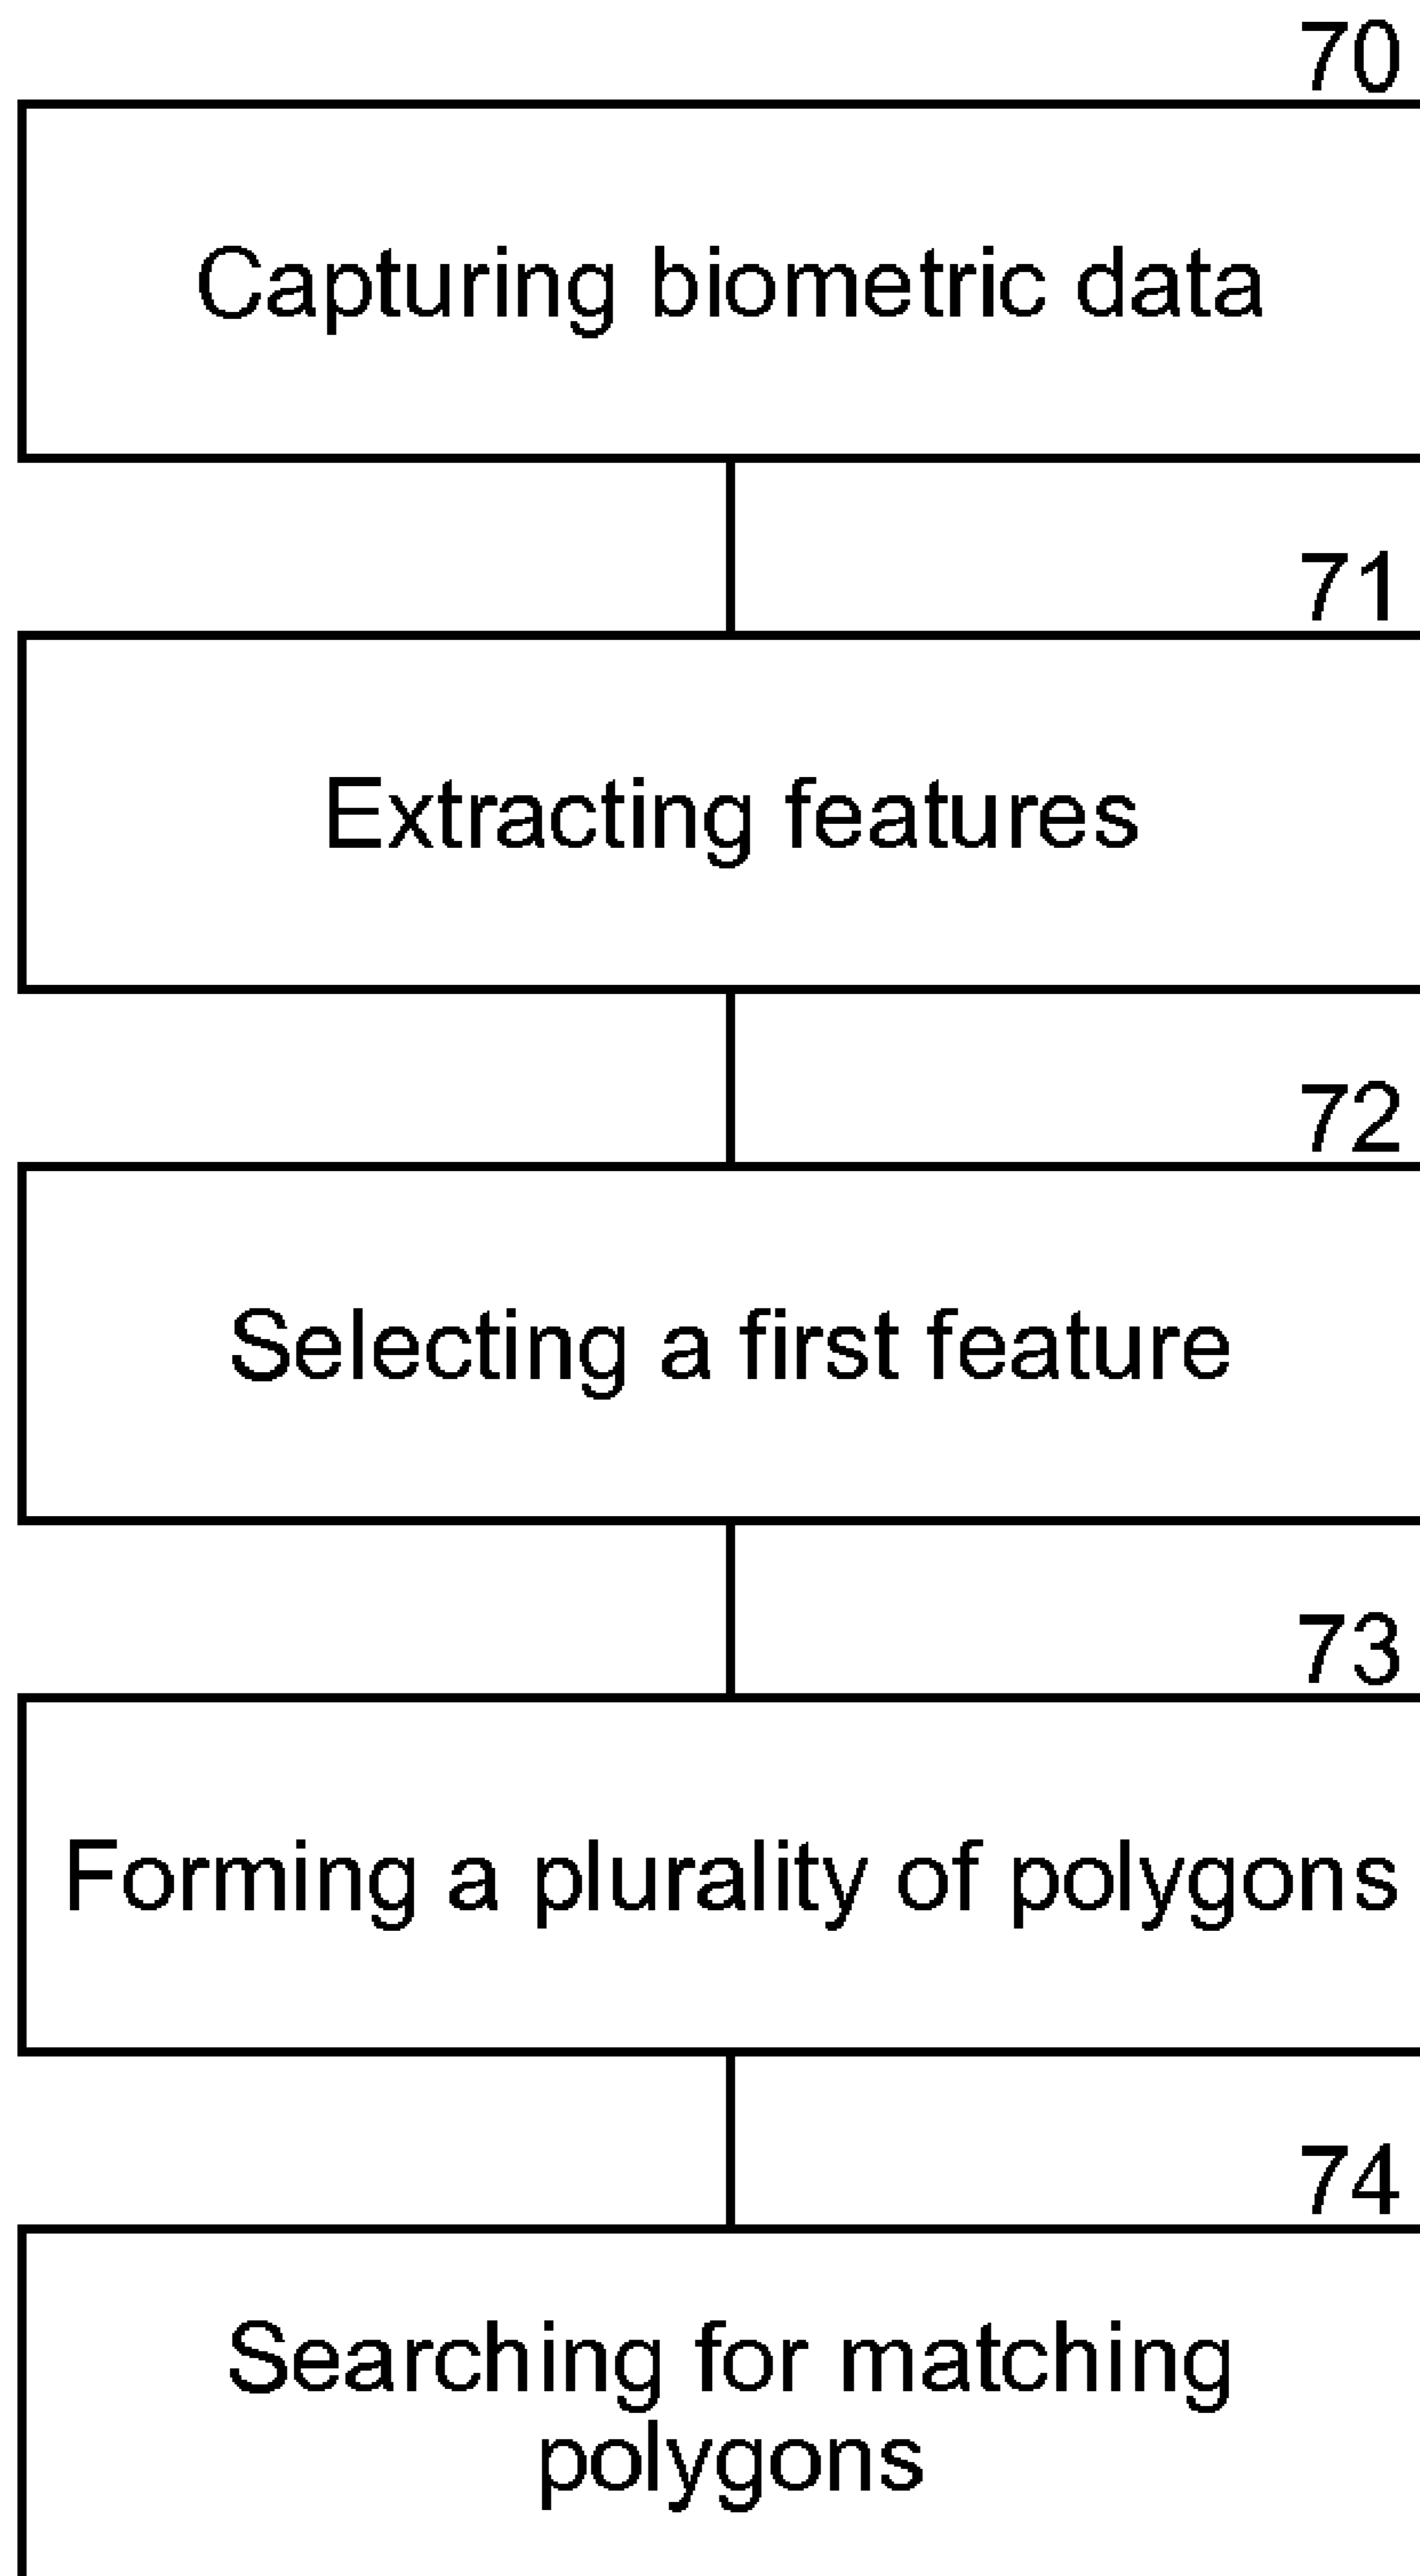 70
Capturing biometric data
71
Extracting features
72
Selecting a first feature
73
Forming a plurality of polygons
74
Searching for matching
polygons